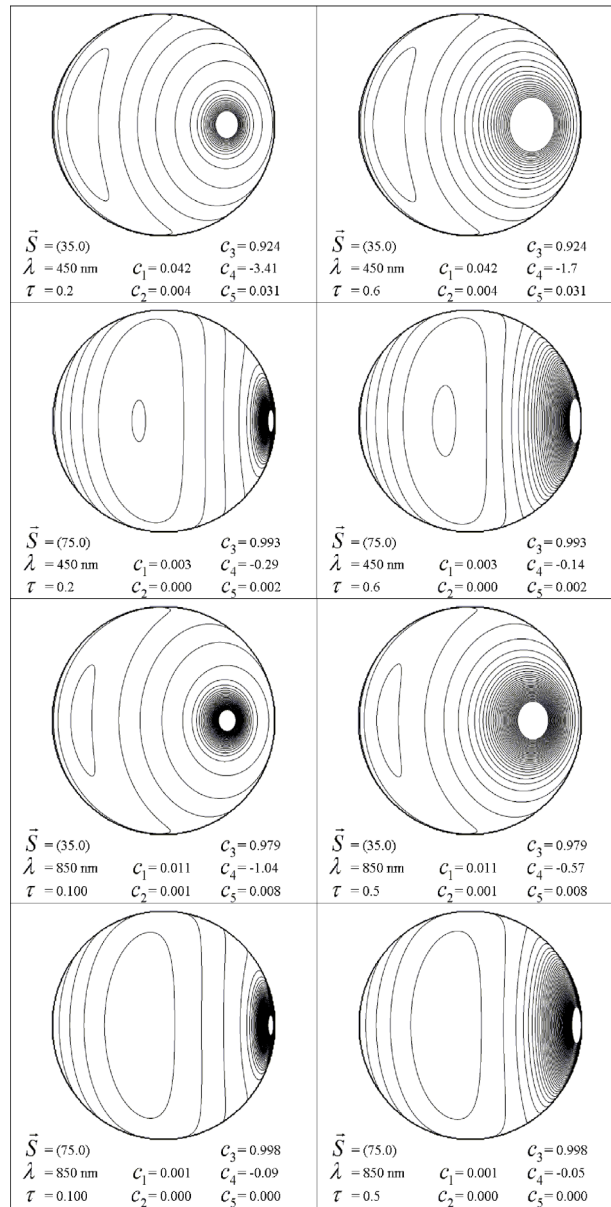 S⃗ = (35.0) c₃ = 0.924
λ = 450 nm c₁ = 0.042 c₄ = -3.41
τ = 0.2 c₂ = 0.004 c₅ = 0.031
S⃗ = (35.0) c₃ = 0.924
λ = 450 nm c₁ = 0.042 c₄ = -1.7
τ = 0.6 c₂ = 0.004 c₅ = 0.031
S⃗ = (75.0) c₃ = 0.993
λ = 450 nm c₁ = 0.003 c₄ = -0.29
τ = 0.2 c₂ = 0.000 c₅ = 0.002
S⃗ = (75.0) c₃ = 0.993
λ = 450 nm c₁ = 0.003 c₄ = -0.14
τ = 0.6 c₂ = 0.000 c₅ = 0.002
S⃗ = (35.0) c₃ = 0.979
λ = 850 nm c₁ = 0.011 c₄ = -1.04
τ = 0.100 c₂ = 0.001 c₅ = 0.008
S⃗ = (35.0) c₃ = 0.979
λ = 850 nm c₁ = 0.011 c₄ = -0.57
τ = 0.5 c₂ = 0.001 c₅ = 0.008
S⃗ = (75.0) c₃ = 0.998
λ = 850 nm c₁ = 0.001 c₄ = -0.09
τ = 0.100 c₂ = 0.000 c₅ = 0.000
S⃗ = (75.0) c₃ = 0.998
λ = 850 nm c₁ = 0.001 c₄ = -0.05
τ = 0.5 c₂ = 0.000 c₅ = 0.000